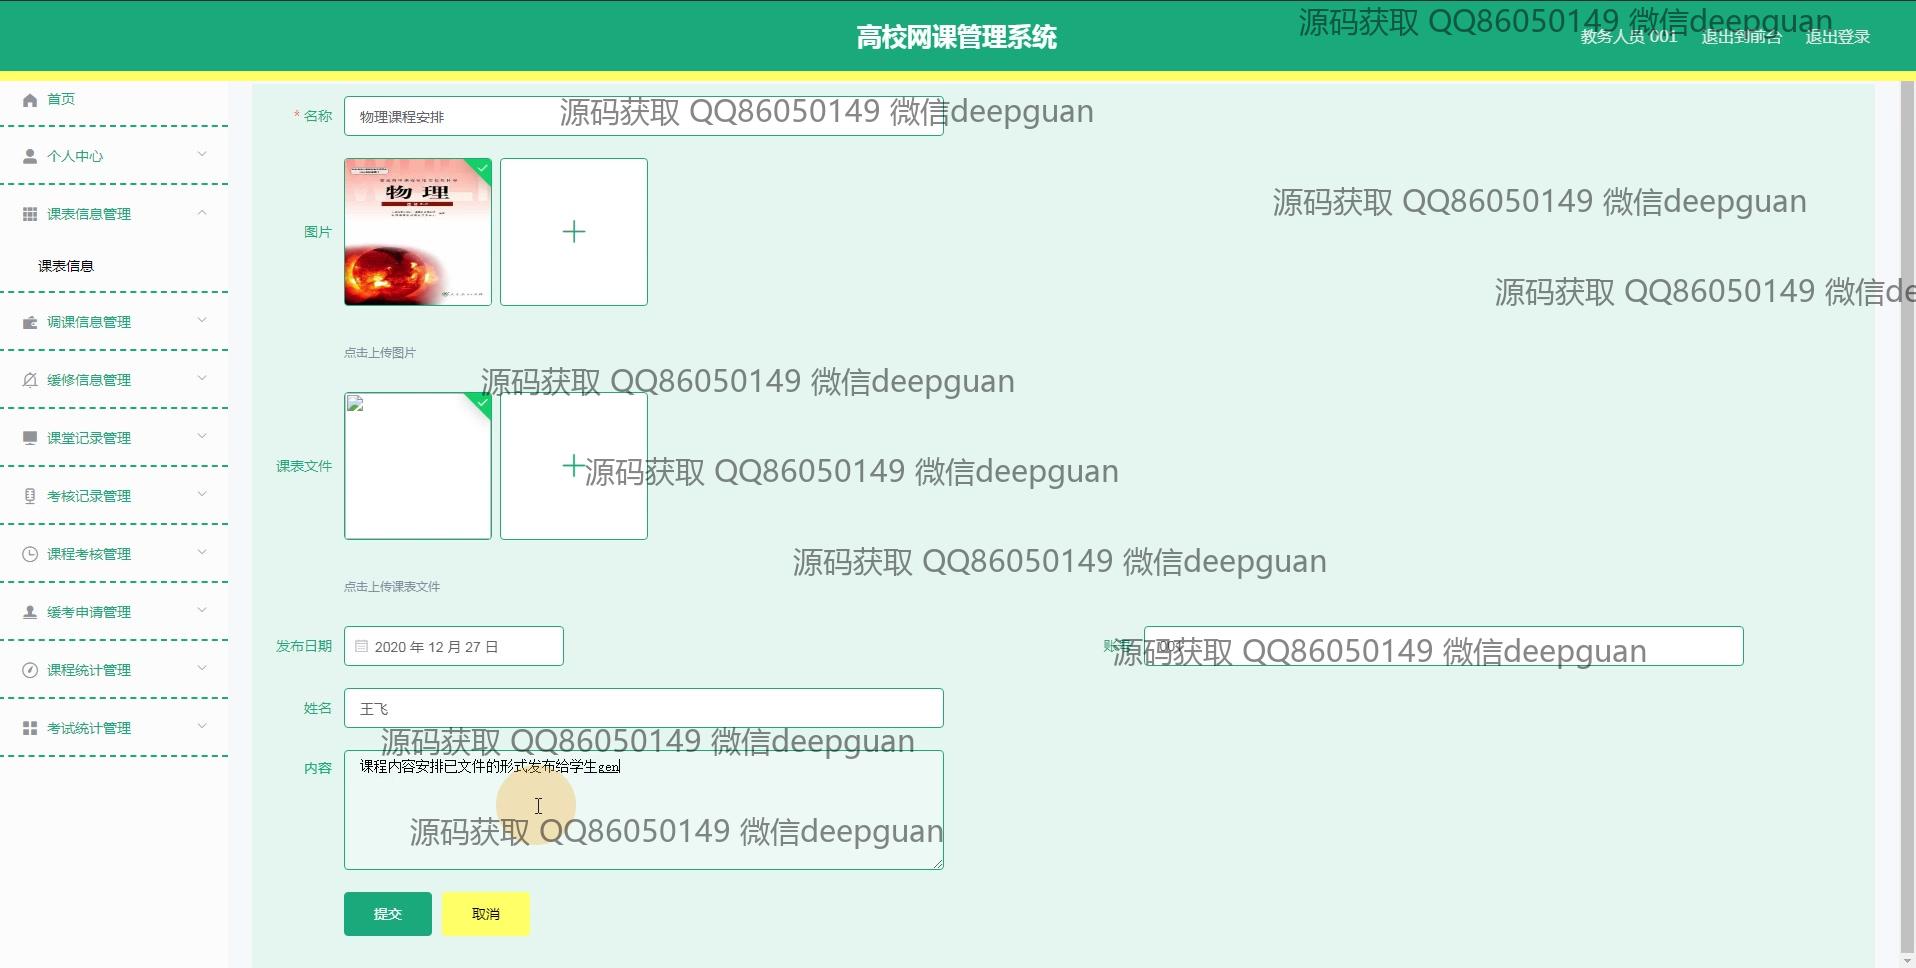 高校网课管理系统
源码获取 QQ86050149 微信deepguan
教务人员 001 退出到前台 退出登录
首页
个人中心
课表信息管理
课表信息
调课信息管理
缓修信息管理
课堂记录管理
考核记录管理
课程考核管理
缓考申请管理
课程统计管理
考试统计管理
* 名称
物理课程安排
源码获取 QQ86050149 微信deepguan
图片
物理
源码获取 QQ86050149 微信deepguan
源码获取 QQ86050149 微信de
点击上传图片
源码获取 QQ86050149 微信deepguan
课表文件
源码获取 QQ86050149 微信deepguan
源码获取 QQ86050149 微信deepguan
点击上传课表文件
发布日期
2020 年 12 月 27 日
源码获取 QQ86050149 微信deepguan
姓名
王飞
源码获取 QQ86050149 微信deepguan
内容
课程内容安排已文件的形式发布给学生gen
源码获取 QQ86050149 微信deepguan
提交
取消